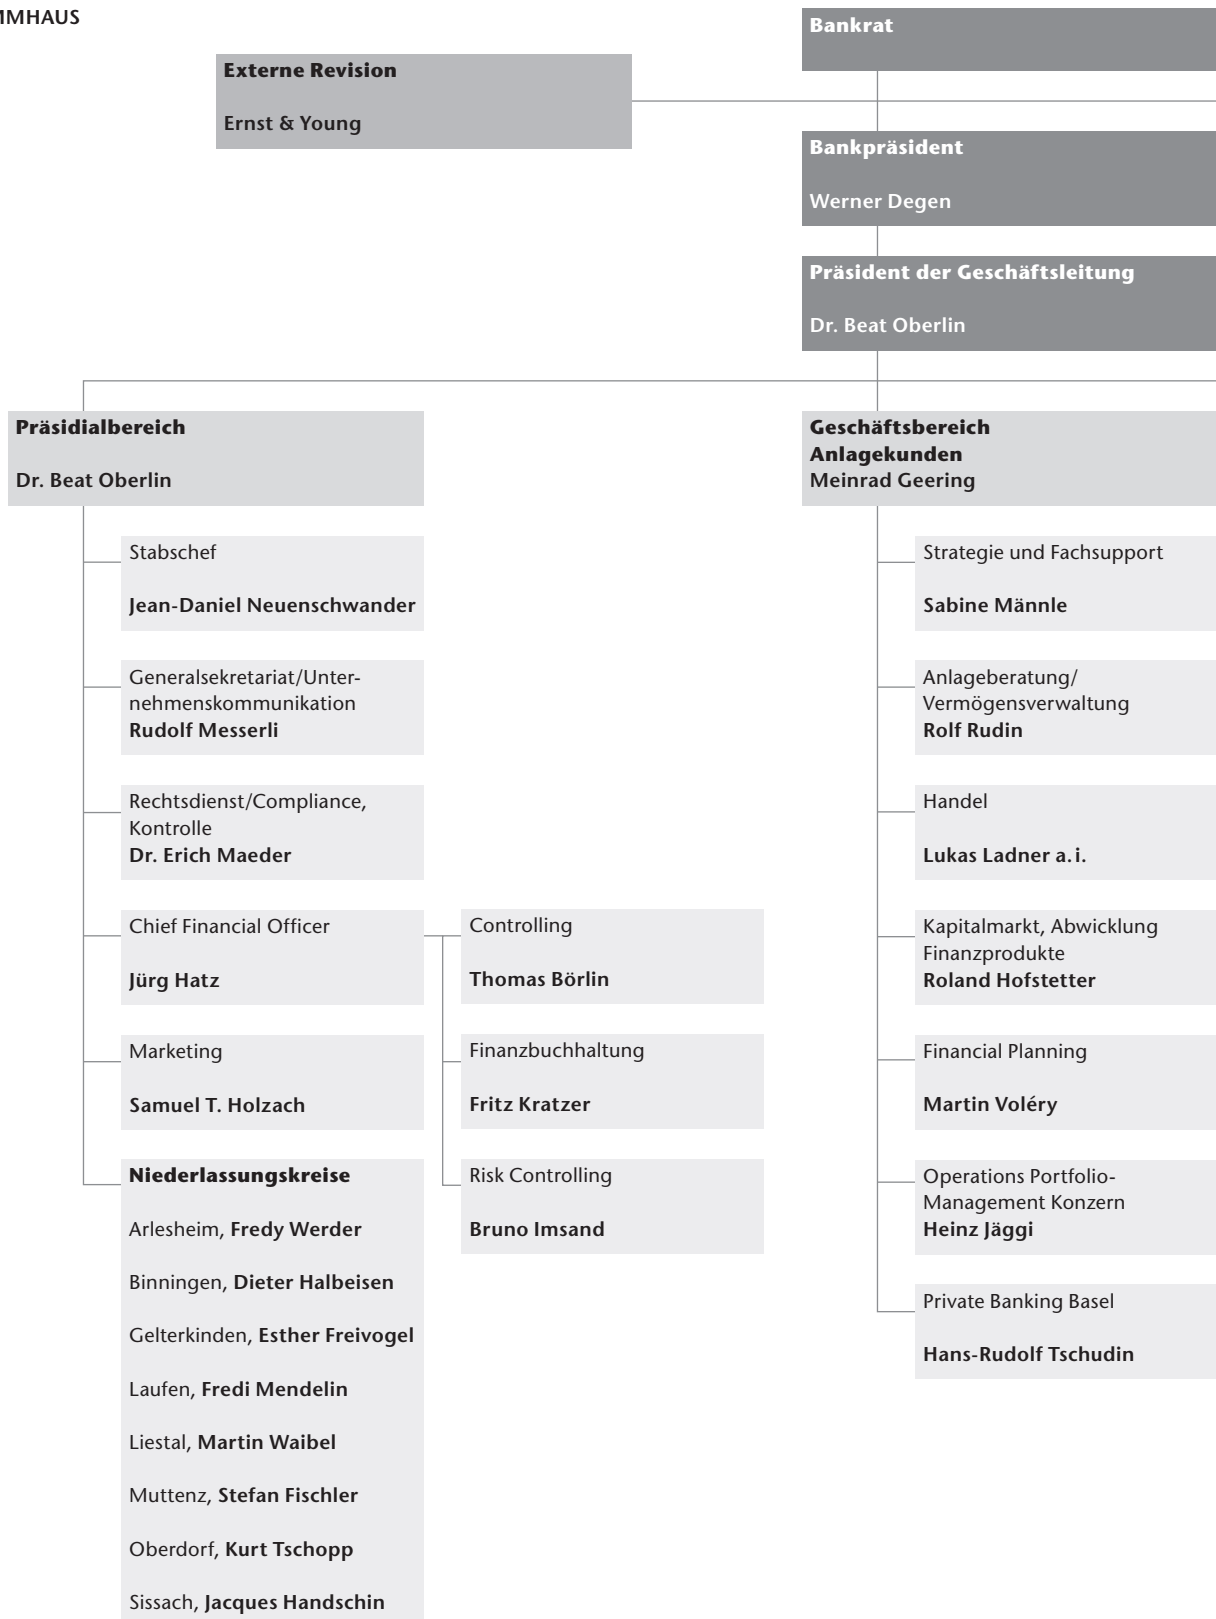 MMHAUS
Bankrat
Externe Revision
Ernst & Young
Bankpräsident
Werner Degen
Präsident der Geschäftsleitung
Dr. Beat Oberlin
Präsidialbereich
Dr. Beat Oberlin
Stabschef
Jean-Daniel Neuenschwander
Generalsekretariat/Unter-
nehmenskommunikation
Rudolf Messerli
Rechtsdienst/Compliance,
Kontrolle
Dr. Erich Maeder
Chief Financial Officer
Jürg Hatz
Marketing
Samuel T. Holzach
Niederlassungskreise
Arlesheim, Fredy Werder
Binningen, Dieter Halbeisen
Gelterkinden, Esther Freivogel
Laufen, Fredi Mendelin
Liestal, Martin Waibel
Muttenz, Stefan Fischler
Oberdorf, Kurt Tschopp
Sissach, Jacques Handschin
Controlling
Thomas Börlin
Finanzbuchhaltung
Fritz Kratzer
Risk Controlling
Bruno Imsand
Geschäftsbereich
Anlagekunden
Meinrad Geering
Strategie und Fachsupport
Sabine Männle
Anlageberatung/
Vermögensverwaltung
Rolf Rudin
Handel
Lukas Ladner a.i.
Kapitalmarkt, Abwicklung
Finanzprodukte
Roland Hofstetter
Financial Planning
Martin Voléry
Operations Portfolio-
Management Konzern
Heinz Jäggi
Private Banking Basel
Hans-Rudolf Tschudin